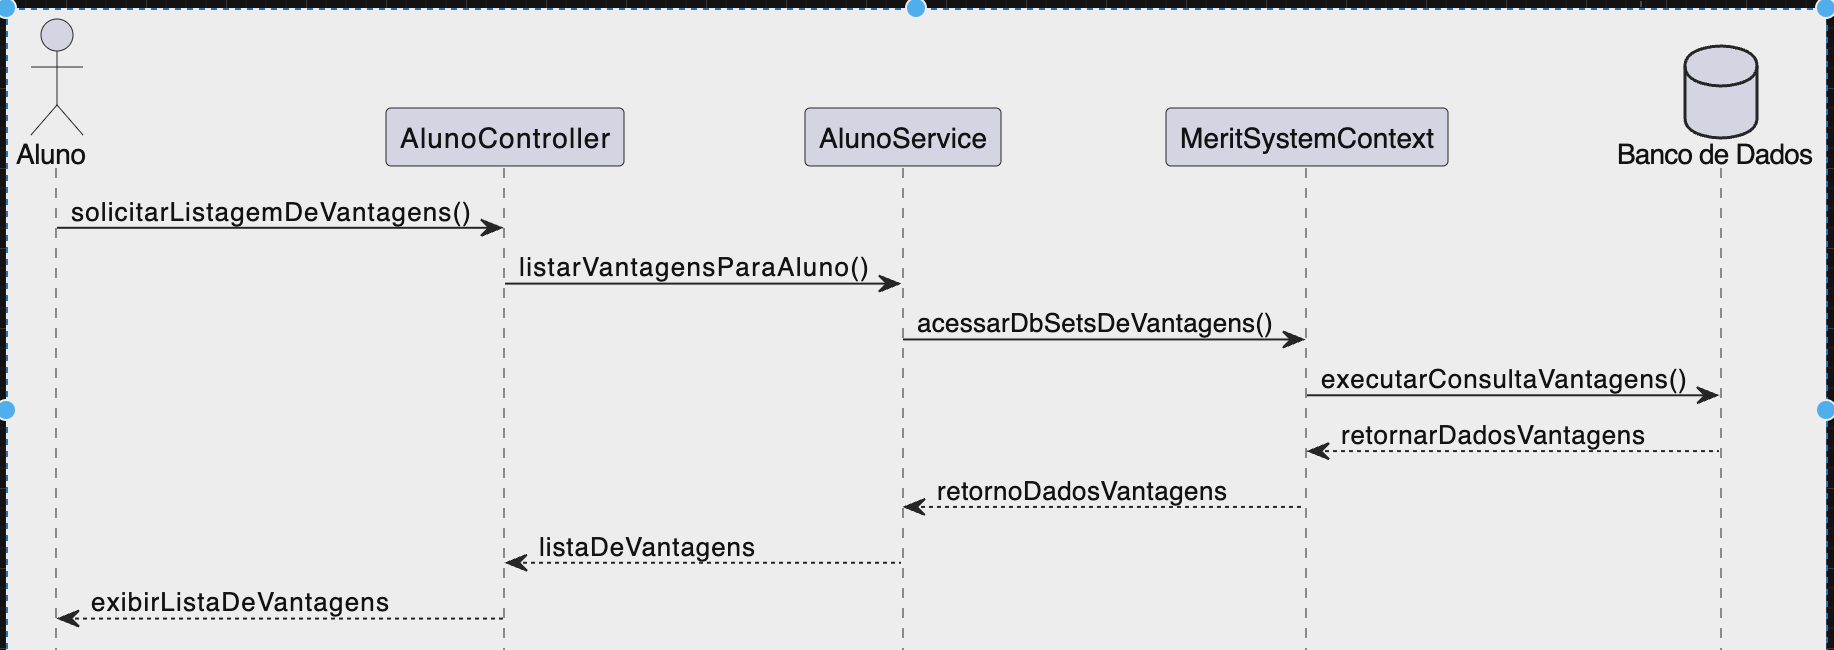 Aluno
AlunoController
AlunoService
MeritSystemContext
Banco de Dados
solicitarListagemDeVantagens()
listarVantagensParaAluno()
acessarDbSetsDeVantagens()
executarConsultaVantagens()
retornarDadosVantagens
retornoDadosVantagens
listaDeVantagens
exibirListaDeVantagens